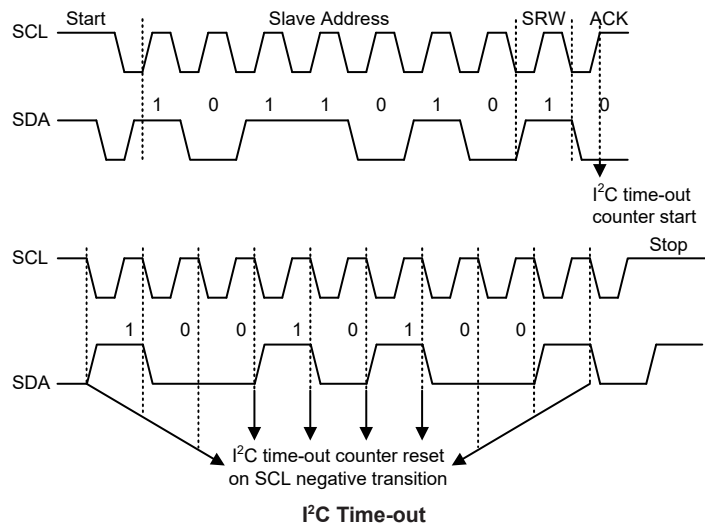 Start Slave Address SRW ACK
SCL
1 0 1 1 0 1 0 1 0
SDA
I²C time-out
counter start
Stop
SCL
1 0 0 1 0 1 0 0
SDA
I²C time-out counter reset
on SCL negative transition
I²C Time-out